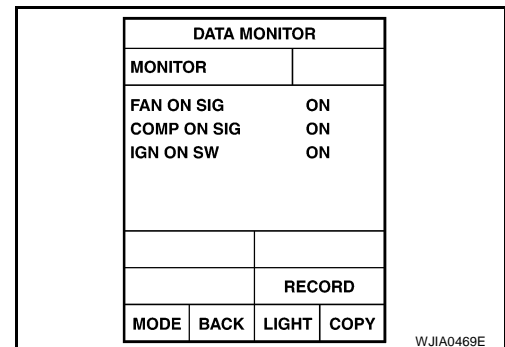 DATA MONITOR
MONITOR
FAN ON SIG ON
COMP ON SIG ON
IGN ON SW ON
RECORD
MODE BACK LIGHT COPY
WJIA0469E